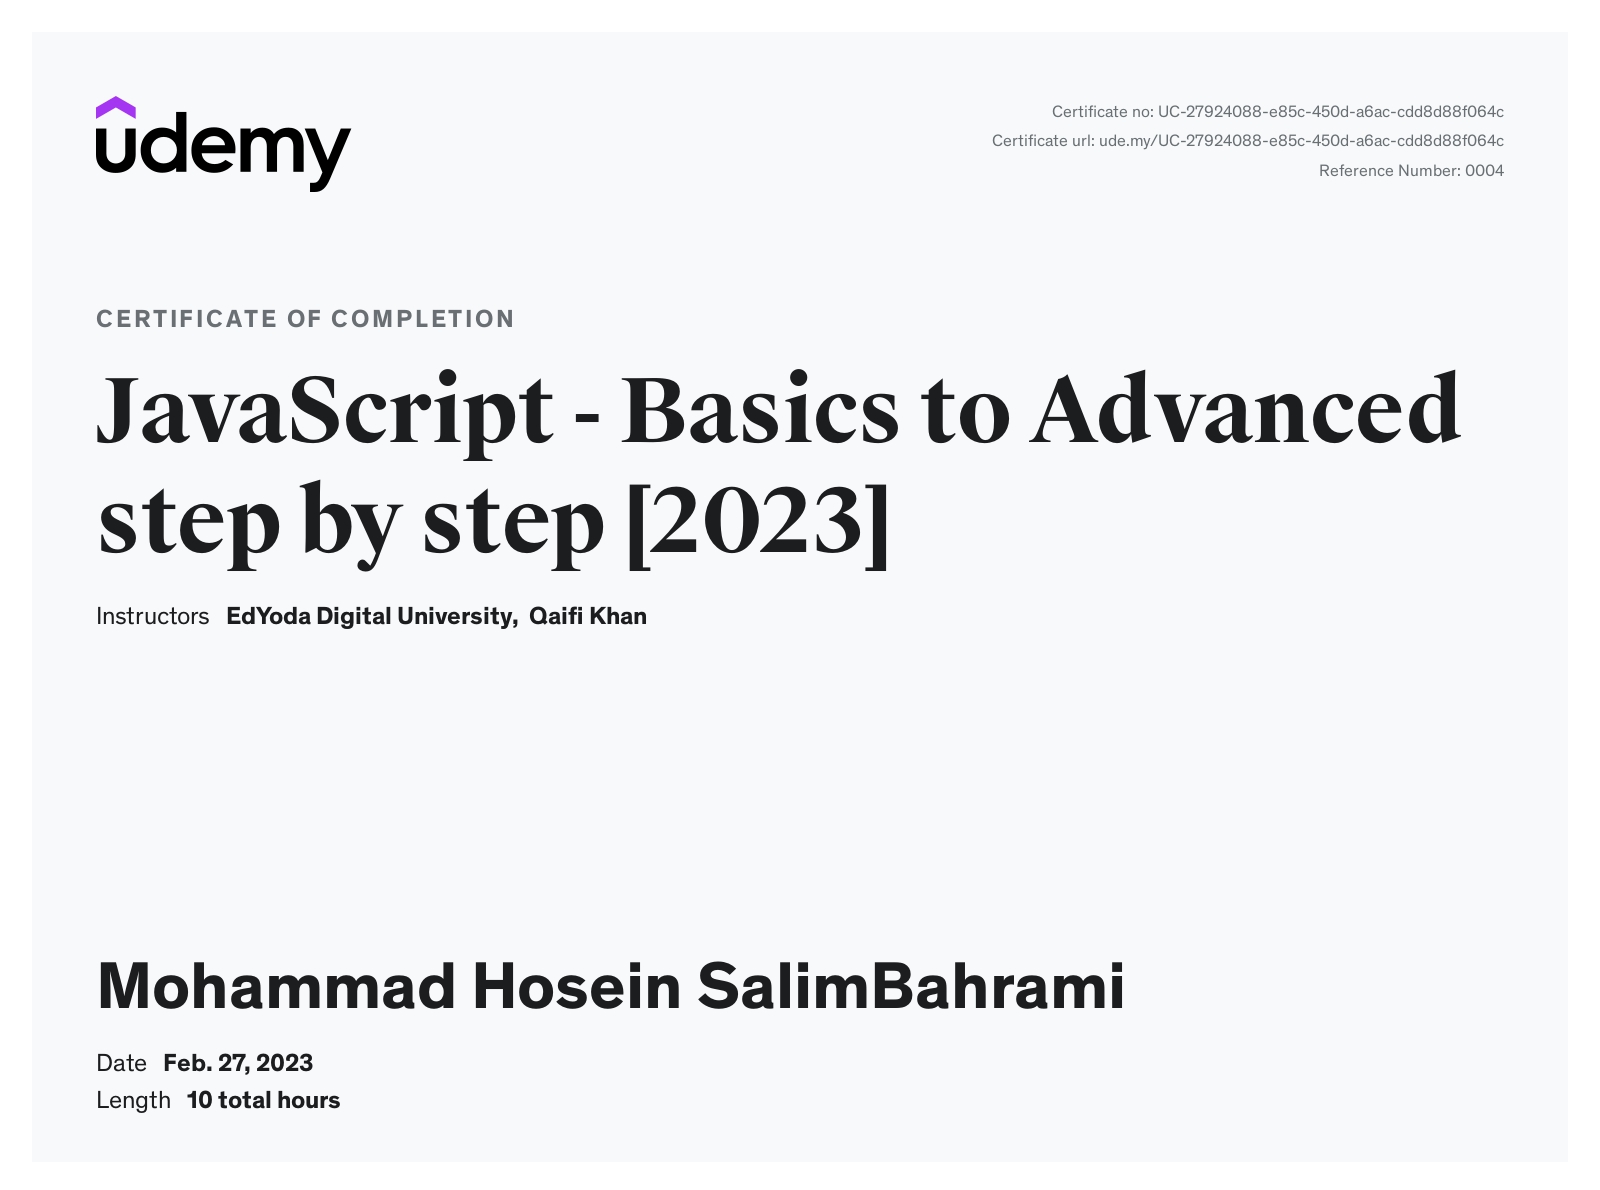 udemy
Certificate no: UC-27924088-e85c-450d-a6ac-cdd8d88f064c
Certificate url: ude.my/UC-27924088-e85c-450d-a6ac-cdd8d88f064c
Reference Number: 0004
CERTIFICATE OF COMPLETION
JavaScript - Basics to Advanced
step by step [2023]
Instructors EdYoda Digital University, Qaifi Khan
Mohammad Hosein SalimBahrami
Date Feb. 27, 2023
Length 10 total hours